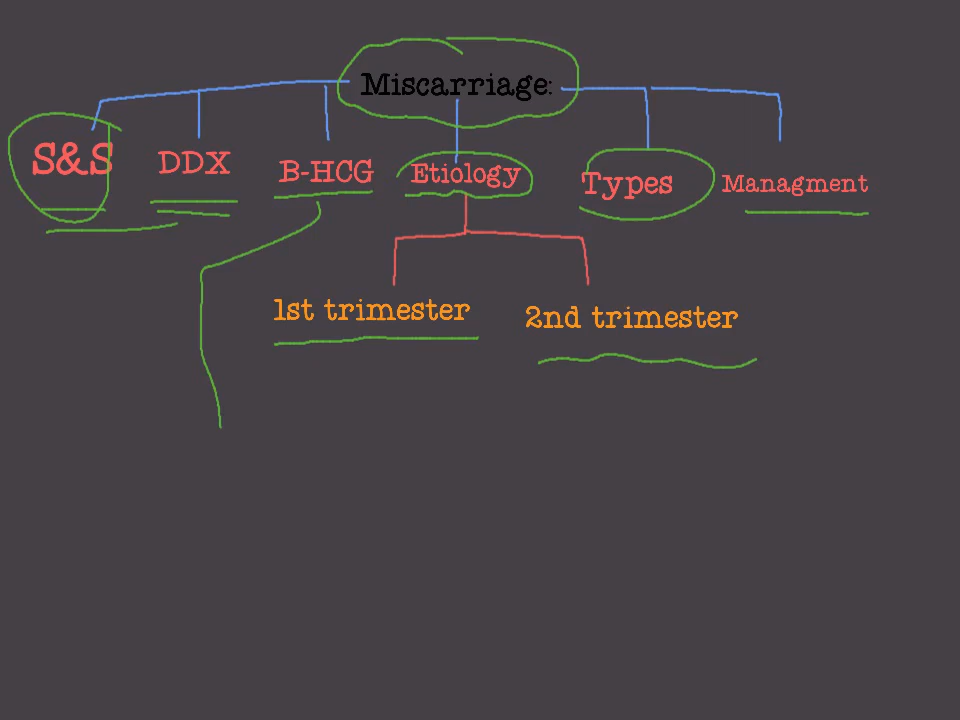 Miscarriage:
S&S
DDX
B-HCG
Etiology
Types
Managment
1st trimester
2nd trimester